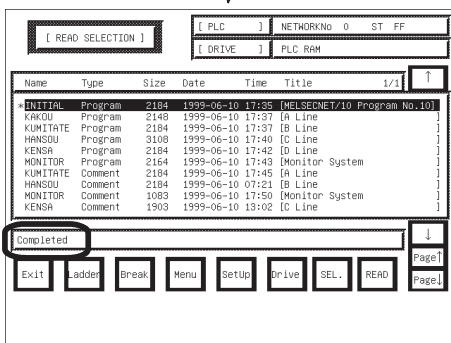 [ READ SELECTION ]
[ PLC ] NETWORKNo 0 ST FF
[ DRIVE ] PLC RAM
Name Type Size Date Time Title 1/1 ↑
*INITIAL Program 2184 1999-06-10 17:35 [MELSECNET/10 Program No.10]
KAKOU Program 2148 1999-06-10 17:37 [A Line ]
KUMITATE Program 2184 1999-06-10 17:37 [B Line ]
HANSOU Program 3108 1999-06-10 17:40 [C Line ]
KENSA Program 2184 1999-06-10 17:42 [D Line ]
MONITOR Program 2164 1999-06-10 17:43 [Monitor System ]
KUMITATE Comment 2184 1999-06-10 17:45 [A Line ]
HANSOU Comment 2184 1999-06-10 07:21 [B Line ]
MONITOR Comment 1083 1999-06-10 17:50 [Monitor System ]
KENSA Comment 1903 1999-06-10 13:02 [C Line ]
Completed ↓
Page↑
Exit Ladder Break Menu SetUp Drive SEL. READ Page↓